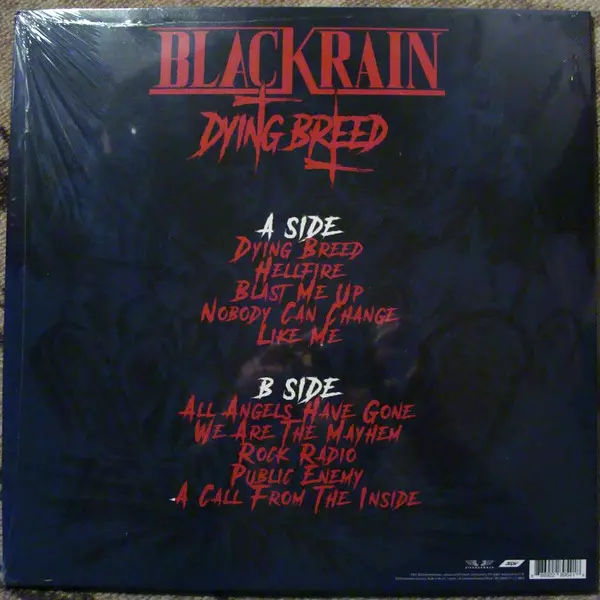 BLACKRAIN
DYING BREED
A SIDE
DYING BREED
HELLFIRE
BLAST ME UP
NOBODY CAN CHANGE
LIKE ME
B SIDE
ALL ANGELS HAVE GONE
WE ARE THE MAYHEM
ROCK RADIO
PUBLIC ENEMY
A CALL FROM THE INSIDE